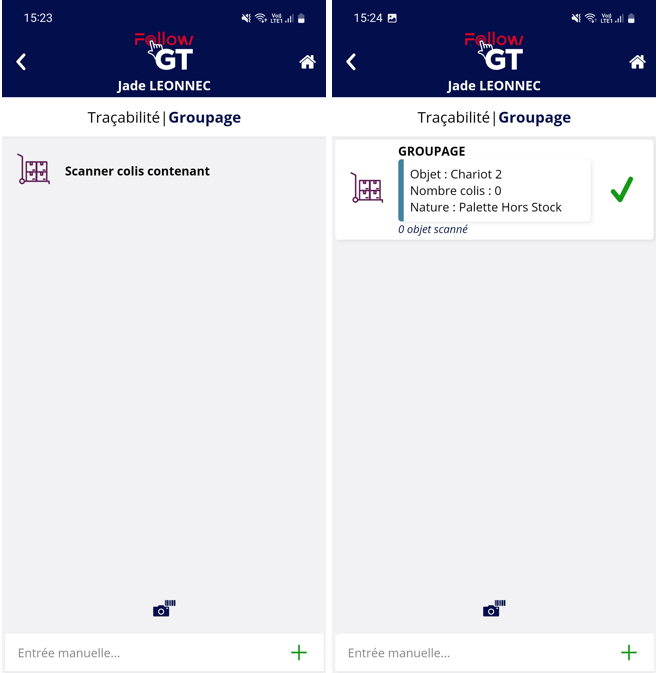 15:23
Follow
GT
Jade LEONNEC
Traçabilité|Groupage
Scanner colis contenant
Entrée manuelle...
15:24
Follow
GT
Jade LEONNEC
Traçabilité|Groupage
GROUPAGE
Objet : Chariot 2
Nombre colis : 0
Nature : Palette Hors Stock
0 objet scanné
Entrée manuelle...